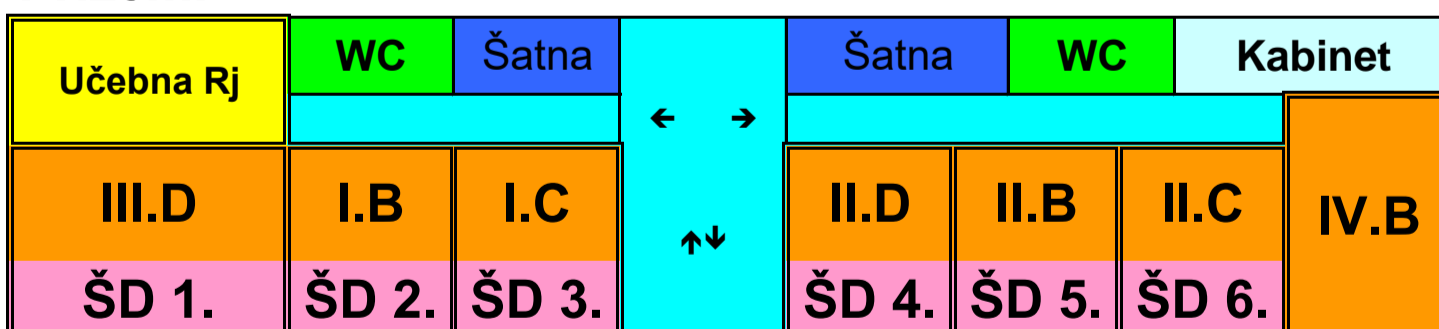 Učebna Rj
WC
Šatna
Šatna
WC
Kabinet
← →
III.D
I.B
I.C
↑↓
II.D
II.B
II.C
IV.B
ŠD 1.
ŠD 2.
ŠD 3.
ŠD 4.
ŠD 5.
ŠD 6.